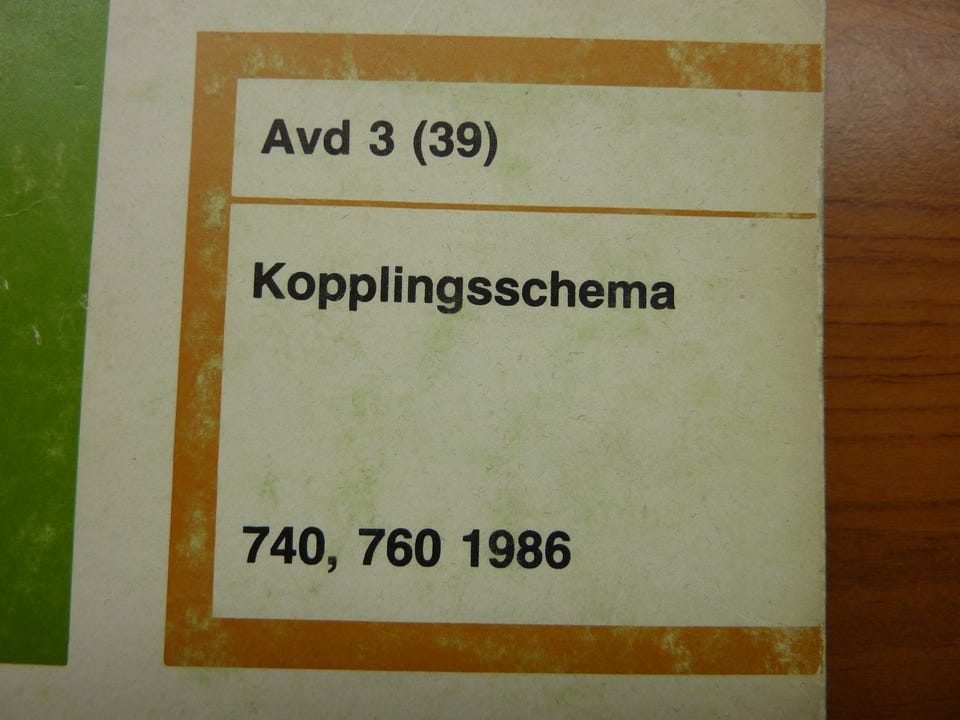 Avd 3 (39)
Kopplingsschema
740, 760 1986